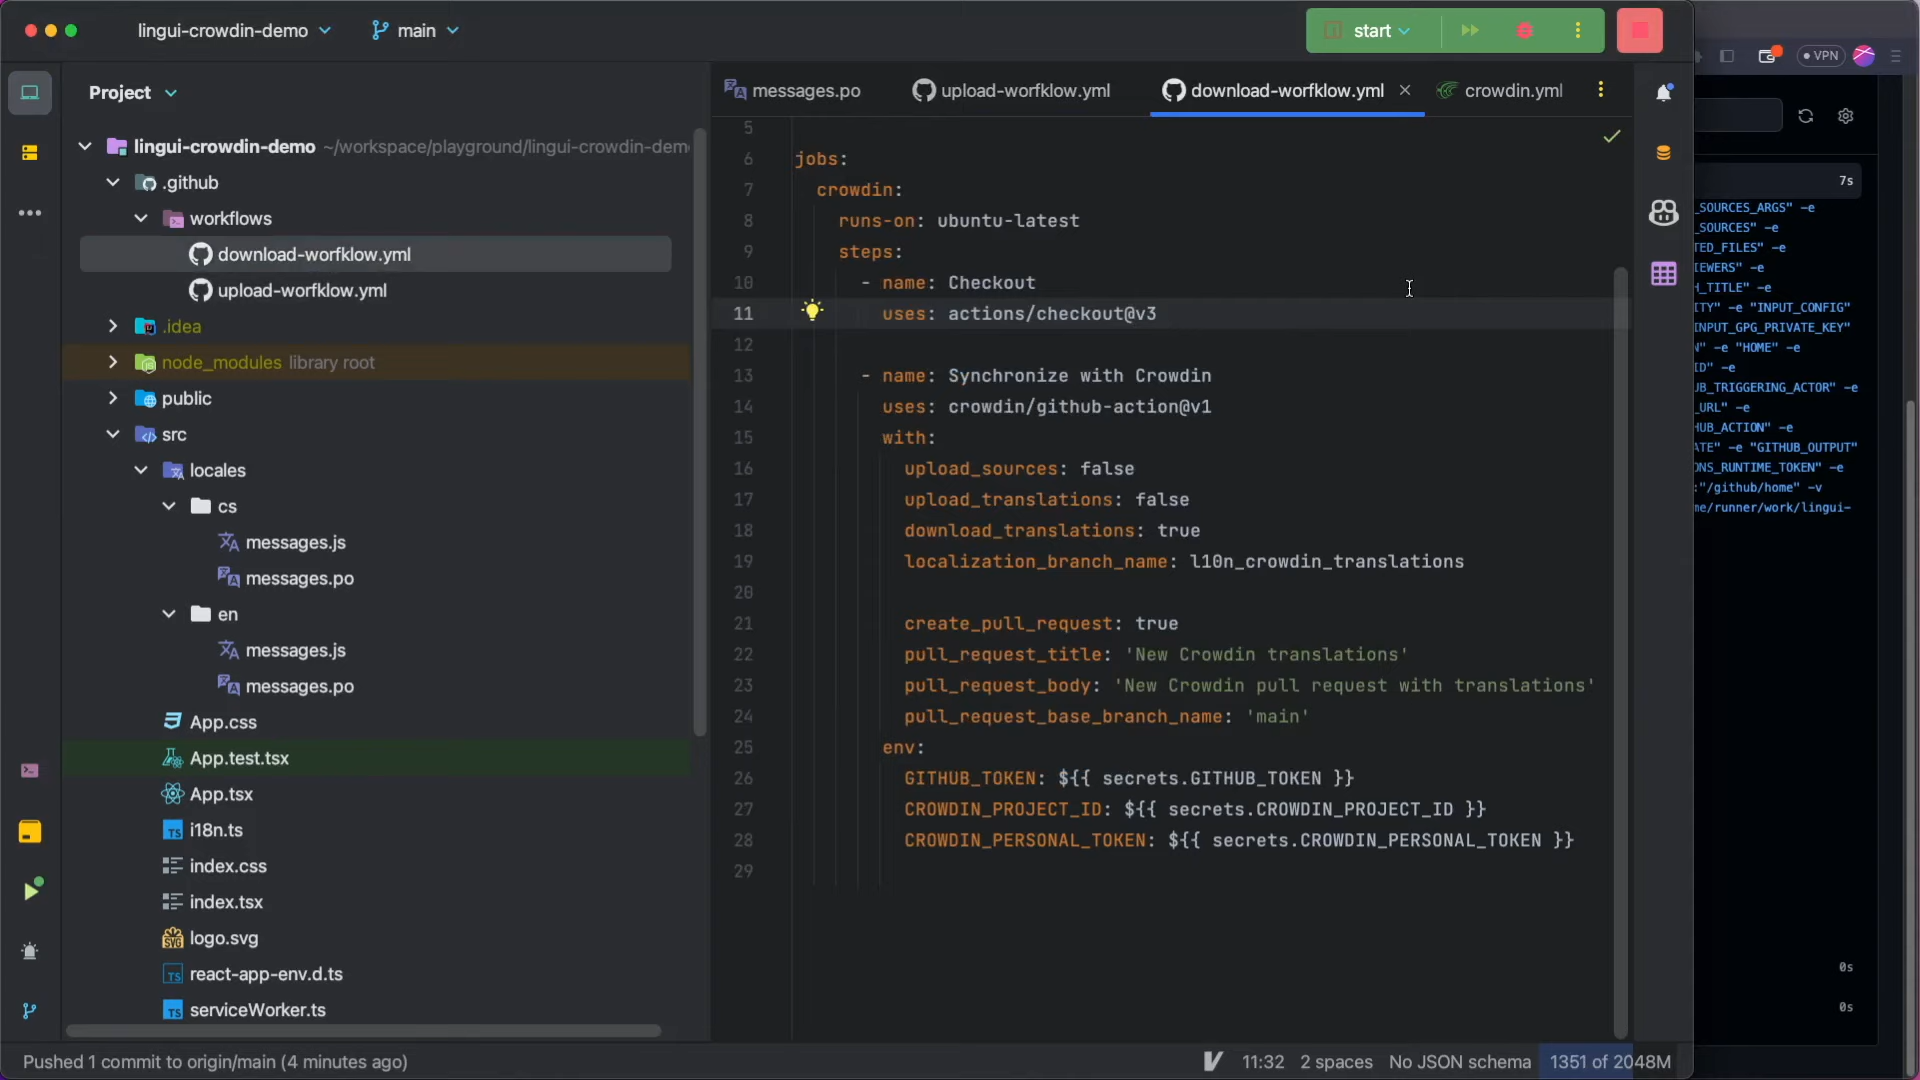 lingui-crowdin-demo
main
start
VPN
Project
messages.po
upload-worfklow.yml
download-worfklow.yml
crowdin.yml
lingui-crowdin-demo ~/workspace/playground/lingui-crowdin-dem
.github
workflows
download-worfklow.yml
upload-worfklow.yml
.idea
node_modules library root
public
src
locales
cs
messages.js
messages.po
en
messages.js
messages.po
App.css
App.test.tsx
App.tsx
i18n.ts
index.css
index.tsx
logo.svg
react-app-env.d.ts
serviceWorker.ts
5
6 jobs:
7 crowdin:
8 runs-on: ubuntu-latest
9 steps:
10 - name: Checkout
11 uses: actions/checkout@v3
12
13 - name: Synchronize with Crowdin
14 uses: crowdin/github-action@v1
15 with:
16 upload_sources: false
17 upload_translations: false
18 download_translations: true
19 localization_branch_name: l10n_crowdin_translations
20
21 create_pull_request: true
22 pull_request_title: 'New Crowdin translations'
23 pull_request_body: 'New Crowdin pull request with translations'
24 pull_request_base_branch_name: 'main'
25 env:
26 GITHUB_TOKEN: ${{ secrets.GITHUB_TOKEN }}
27 CROWDIN_PROJECT_ID: ${{ secrets.CROWDIN_PROJECT_ID }}
28 CROWDIN_PERSONAL_TOKEN: ${{ secrets.CROWDIN_PERSONAL_TOKEN }}
29
7s
_SOURCES_ARGS" -e
_SOURCES" -e
TED_FILES" -e
IEWERS" -e
H_TITLE" -e
ITY" -e "INPUT_CONFIG"
INPUT_GPG_PRIVATE_KEY"
N" -e "HOME" -e
ID" -e
UB_TRIGGERING_ACTOR" -e
_URL" -e
HUB_ACTION" -e
ATE" -e "GITHUB_OUTPUT"
ONS_RUNTIME_TOKEN" -e
:"/github/home" -v
me/runner/work/lingui-
0s
0s
Pushed 1 commit to origin/main (4 minutes ago)
11:32 2 spaces No JSON schema 1351 of 2048M